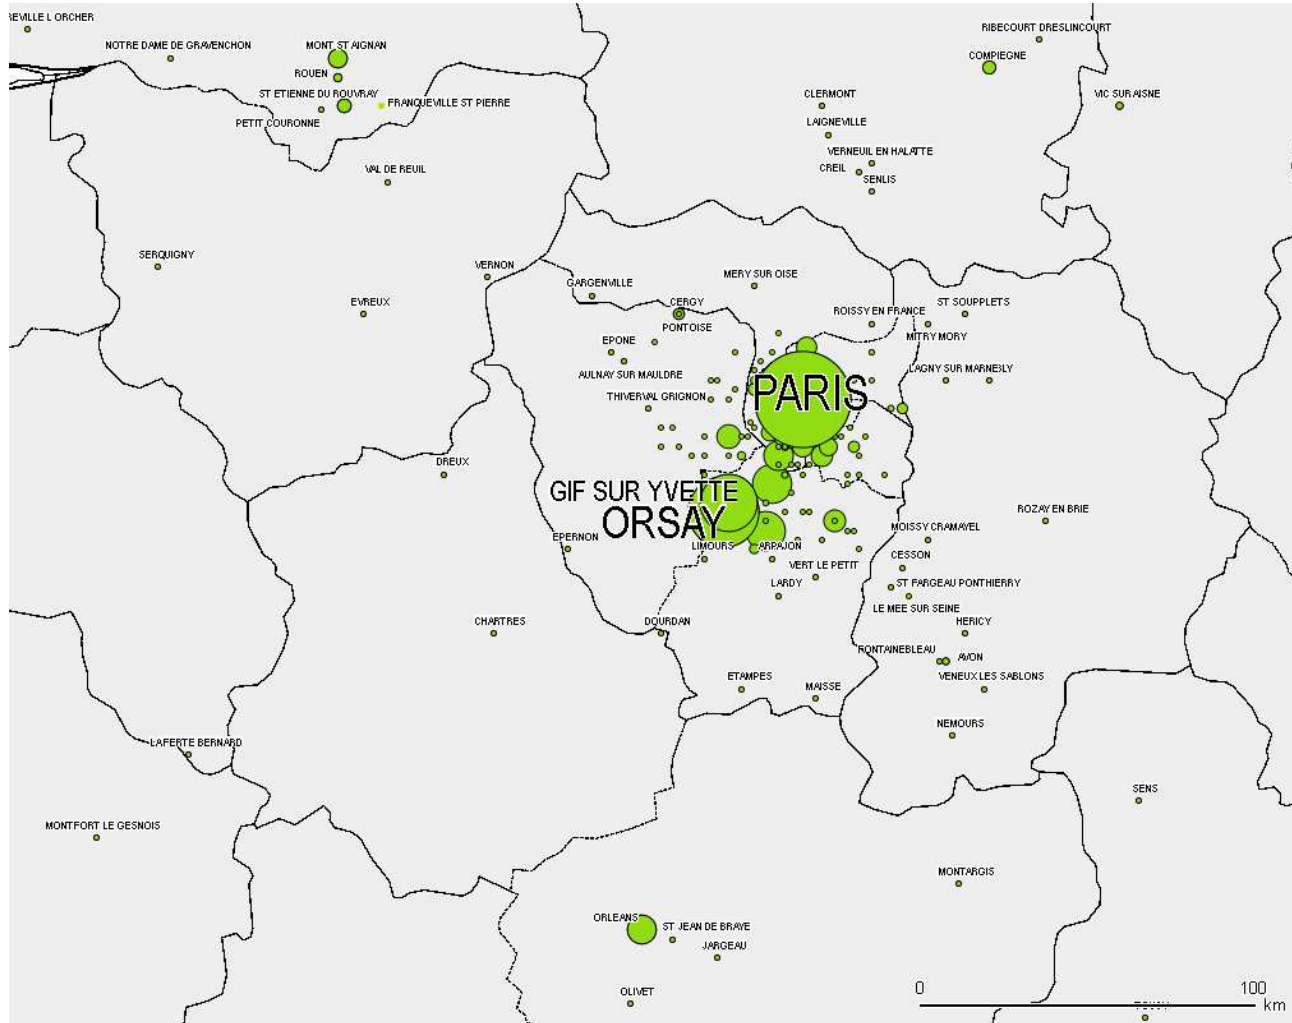 REVILLE L ORCHER
NOTRE DAME DE GRAVENCHON
MONT ST AIGNAN
ROUEN
ST ETIENNE DU ROUVRAY
FRANQUEVILLE ST PIERRE
PETIT COURONNE
VAL DE REUIL
RIBECOURT DRESLINCOURT
COMPIEGNE
CLERMONT
VIC SUR AISNE
LAIGNEVILLE
VERNEUIL EN HALATTE
CREIL
SENLIS
SERQUIGNY
VERNON
EVREUX
GARGENVILLE
MERY SUR OISE
CERGY
PONTOISE
ROISSY EN FRANCE
ST SOUPPLETS
MITRY MORY
EPONE
AULNAY SUR MAULDRE
LAGNY SUR MARNE
SLY
THIVERVAL GRIGNON
PARIS
DREUX
GIF SUR YVETTE
ORSAY
ROZAY EN BRIE
MOISSY CRAMAYEL
EPERNON
LIMOURS
ARPAJON
CESSON
VERT LE PETIT
LARDY
ST FARGEAU PONTHIERRY
LE MEE SUR SEINE
CHARTRES
DOURDAN
HERICY
FONTAINEBLEAU
AVON
ETAMPES
MAISSE
VENEUX LES SABLONS
NEMOURS
LAFERTE BERNARD
SENS
MONTFORT LE GESNOIS
MONTARGIS
ORLEANS
ST JEAN DE BRAYE
JARGEAU
OLIVET
0
100
km